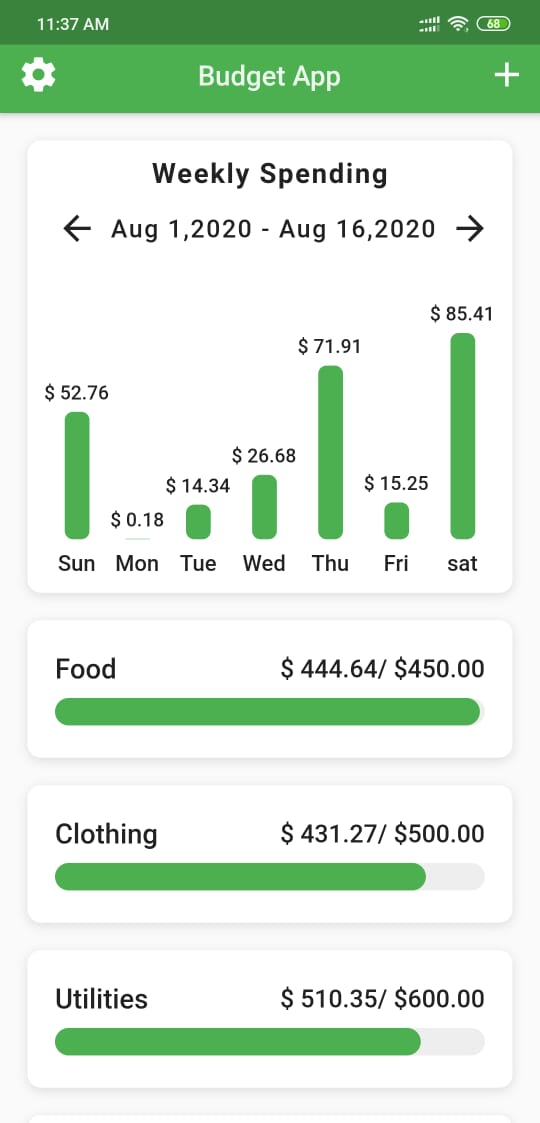 11:37 AM 68
Budget App
Weekly Spending
Aug 1,2020 - Aug 16,2020
$ 85.41
$ 71.91
$ 52.76
$ 26.68
$ 15.25
$ 14.34
$ 0.18
Sun Mon Tue Wed Thu Fri sat
Food $ 444.64/ $450.00
Clothing $ 431.27/ $500.00
Utilities $ 510.35/ $600.00